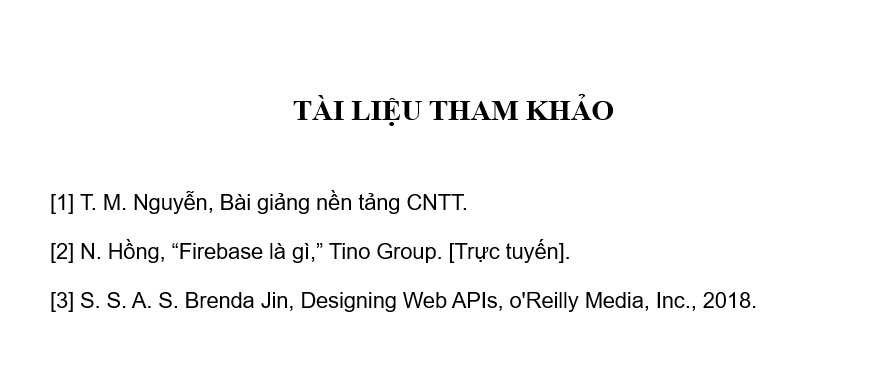 TÀI LIỆU THAM KHẢO
[1] T. M. Nguyễn, Bài giảng nền tảng CNTT.
[2] N. Hồng, “Firebase là gì,” Tino Group. [Trực tuyến].
[3] S. S. A. S. Brenda Jin, Designing Web APIs, o'Reilly Media, Inc., 2018.